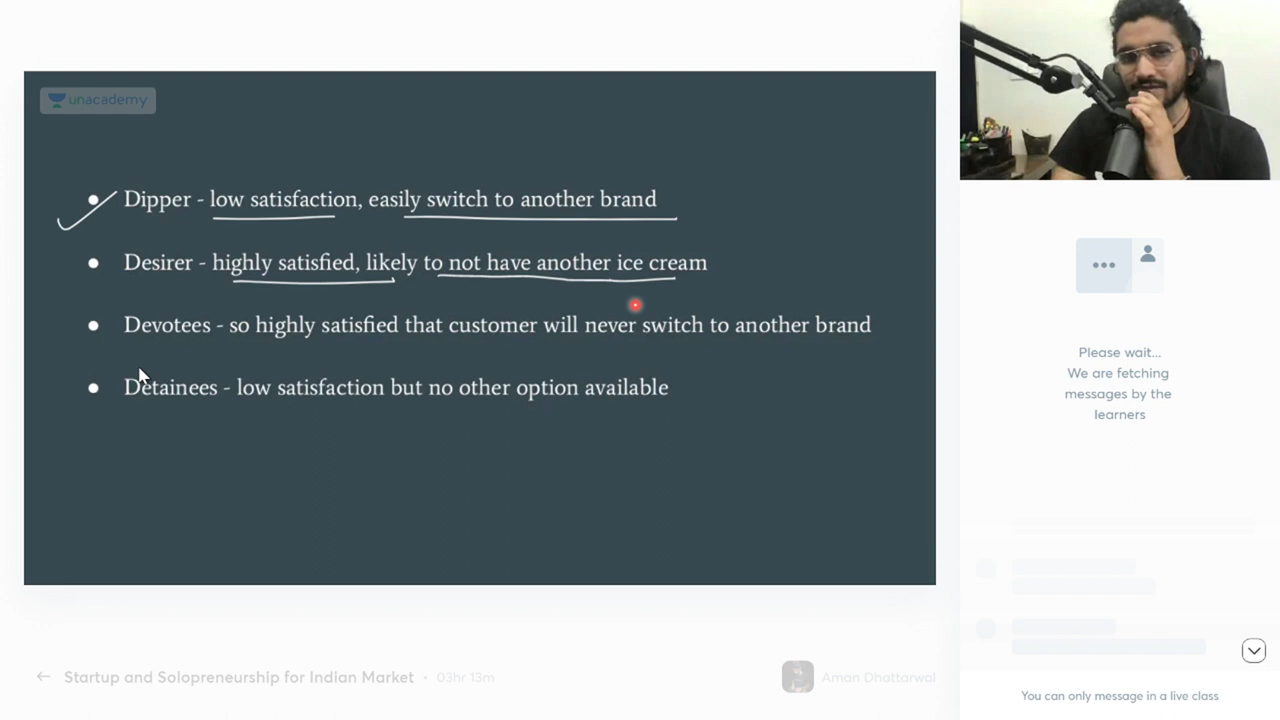 unacademy
• Dipper - low satisfaction, easily switch to another brand
• Desirer - highly satisfied, likely to not have another ice cream
• Devotees - so highly satisfied that customer will never switch to another brand
• Detainees - low satisfaction but no other option available
Please wait...
We are fetching
messages by the
learners
← Startup and Solopreneurship for Indian Market • 03hr 13m
Aman Dhattarwal
You can only message in a live class